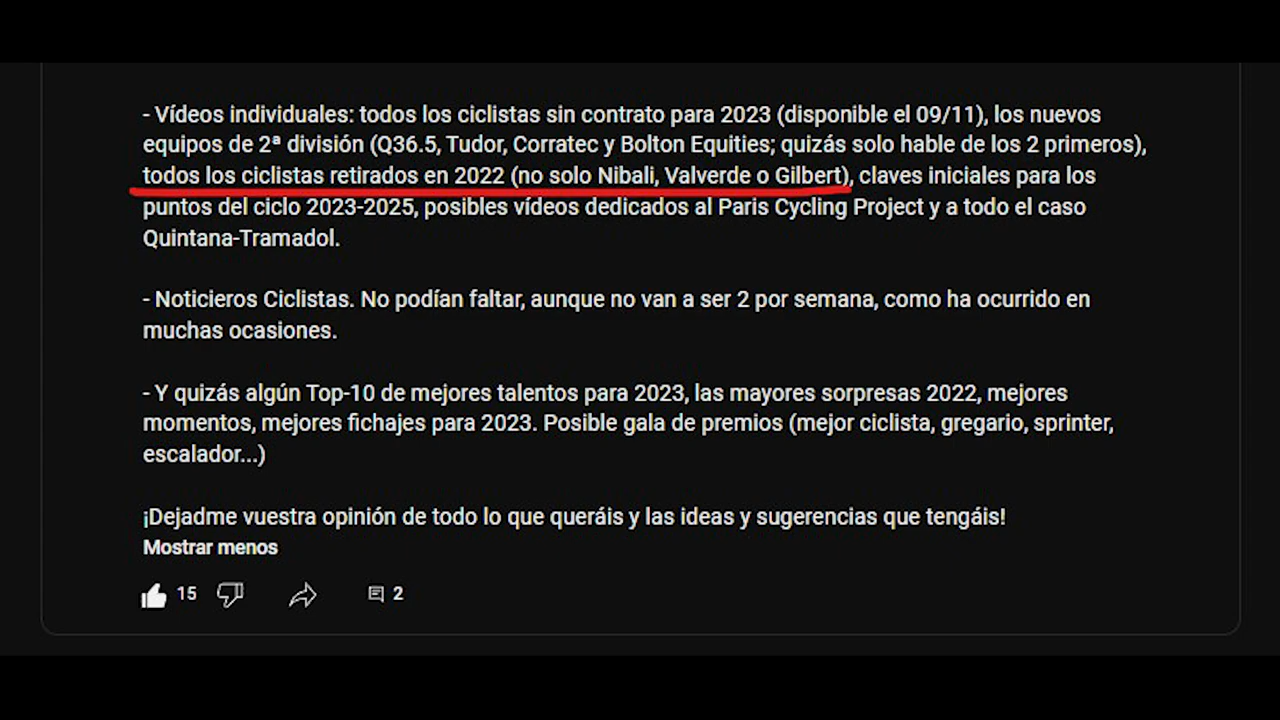 - Vídeos individuales: todos los ciclistas sin contrato para 2023 (disponible el 09/11), los nuevos
equipos de 2ª división (Q36.5, Tudor, Corratec y Bolton Equities; quizás solo hable de los 2 primeros),
todos los ciclistas retirados en 2022 (no solo Nibali, Valverde o Gilbert), claves iniciales para los
puntos del ciclo 2023-2025, posibles vídeos dedicados al Paris Cycling Project y a todo el caso
Quintana-Tramadol.
- Noticieros Ciclistas. No podían faltar, aunque no van a ser 2 por semana, como ha ocurrido en
muchas ocasiones.
- Y quizás algún Top-10 de mejores talentos para 2023, las mayores sorpresas 2022, mejores
momentos, mejores fichajes para 2023. Posible gala de premios (mejor ciclista, gregario, sprinter,
escalador...)
¡Dejadme vuestra opinión de todo lo que queráis y las ideas y sugerencias que tengáis!
Mostrar menos
15 2